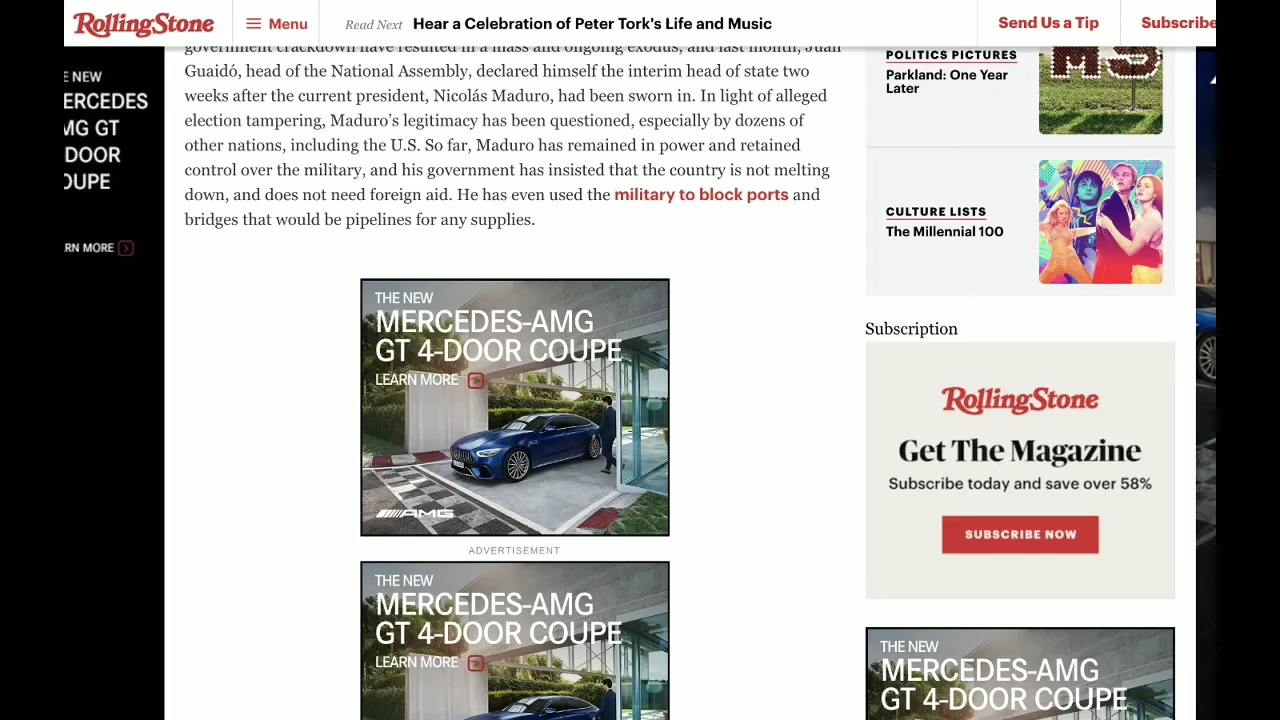 RollingStone
Menu
Read Next Hear a Celebration of Peter Tork's Life and Music
Send Us a Tip
Subscribe
E NEW
ERCEDES
MG GT
DOOR
OUPE
RN MORE
government crackdown have resulted in a mass and ongoing exodus, and last month, Juan
Guaidó, head of the National Assembly, declared himself the interim head of state two
weeks after the current president, Nicolás Maduro, had been sworn in. In light of alleged
election tampering, Maduro's legitimacy has been questioned, especially by dozens of
other nations, including the U.S. So far, Maduro has remained in power and retained
control over the military, and his government has insisted that the country is not melting
down, and does not need foreign aid. He has even used the military to block ports and
bridges that would be pipelines for any supplies.
THE NEW
MERCEDES-AMG
GT 4-DOOR COUPE
LEARN MORE
AMG
ADVERTISEMENT
THE NEW
MERCEDES-AMG
GT 4-DOOR COUPE
LEARN MORE
POLITICS PICTURES
Parkland: One Year
Later
MS
CULTURE LISTS
The Millennial 100
Subscription
RollingStone
Get The Magazine
Subscribe today and save over 58%
SUBSCRIBE NOW
THE NEW
MERCEDES-AMG
GT 4-DOOR COUPE